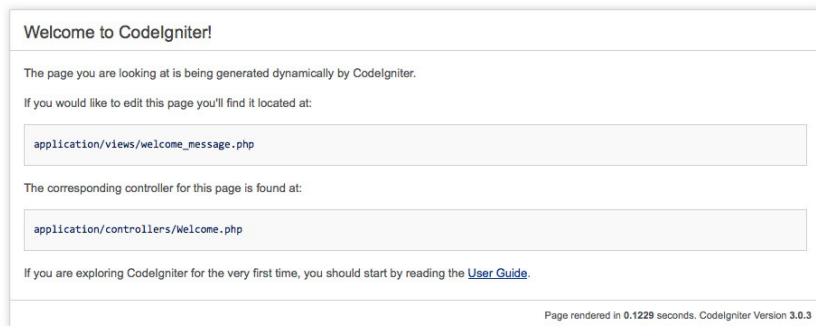 Welcome to CodeIgniter!
The page you are looking at is being generated dynamically by CodeIgniter.
If you would like to edit this page you'll find it located at:
application/views/welcome_message.php
The corresponding controller for this page is found at:
application/controllers/Welcome.php
If you are exploring CodeIgniter for the very first time, you should start by reading the User Guide.
Page rendered in 0.1229 seconds. CodeIgniter Version 3.0.3